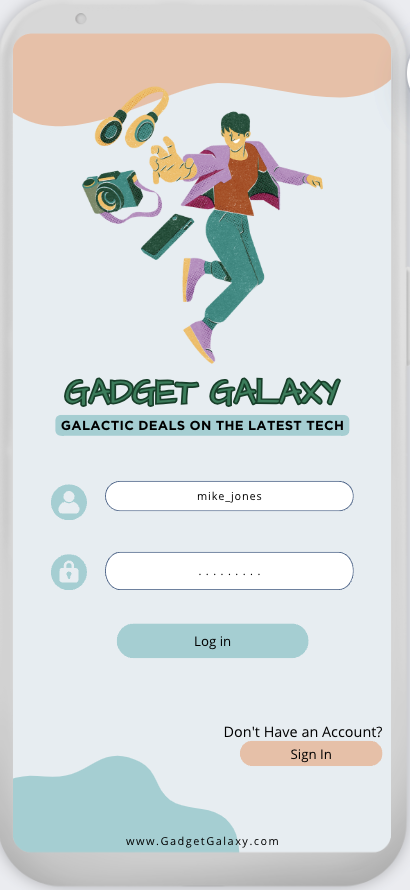 GADGET GALAXY
GALACTIC DEALS ON THE LATEST TECH
mike_jones
.........
Log in
Don't Have an Account?
Sign In
www.GadgetGalaxy.com